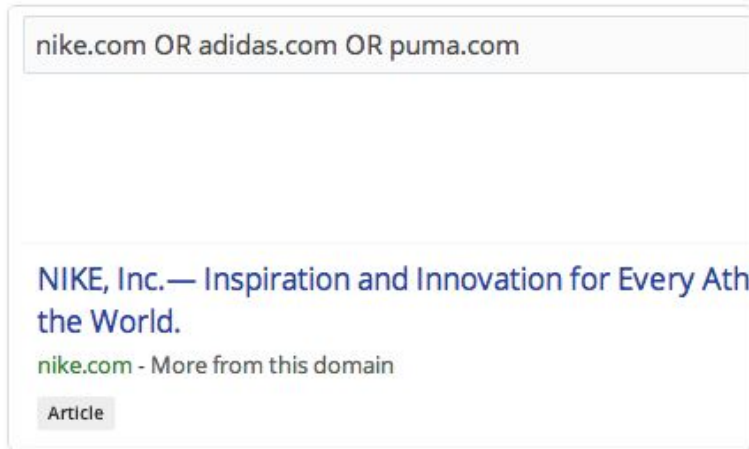 nike.com OR adidas.com OR puma.com
NIKE, Inc.— Inspiration and Innovation for Every Ath
the World.
nike.com - More from this domain
Article